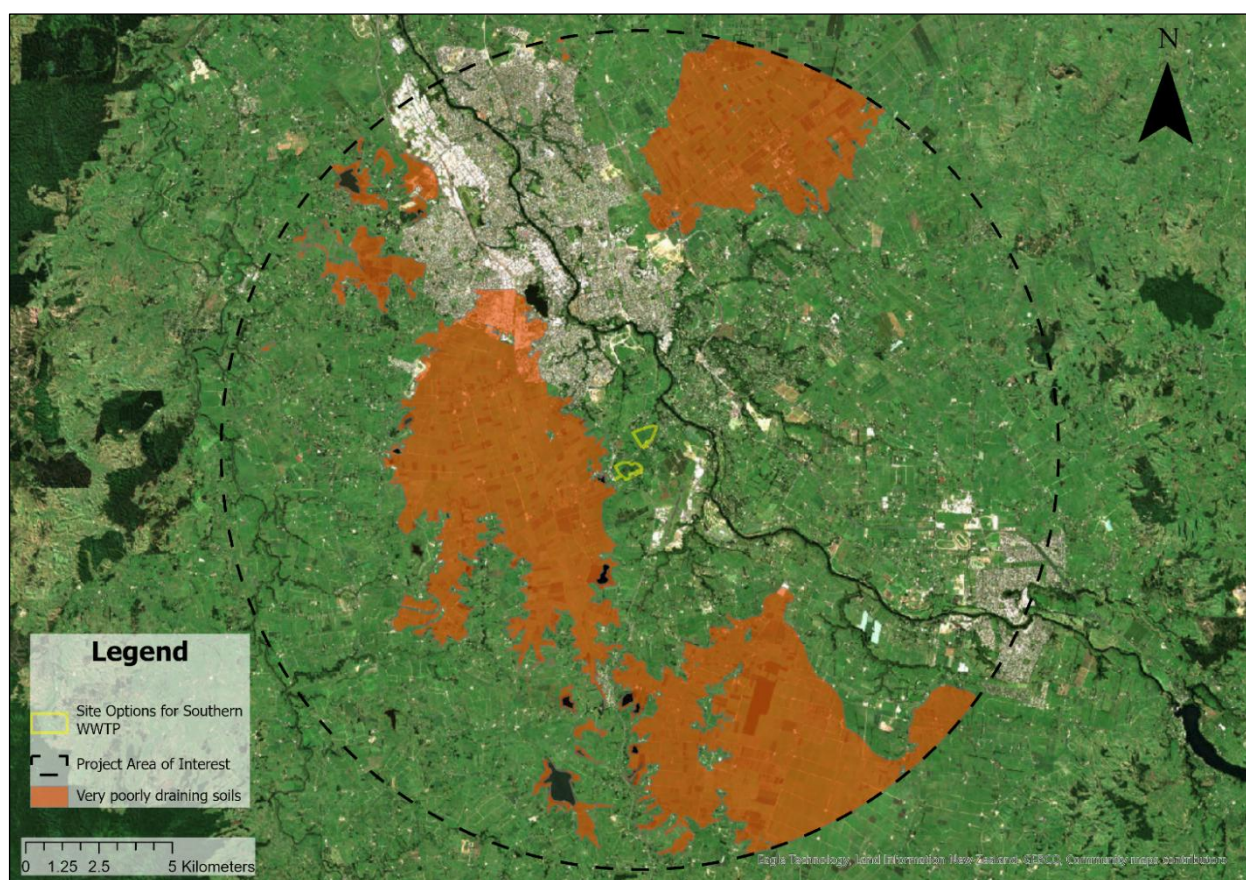 N
Legend
Site Options for Southern
WWTP
Project Area of Interest
Very poorly draining soils
0 1.25 2.5 5 Kilometers
Eagle Technology, Land Information New Zealand, GEBCO, Community maps contributors